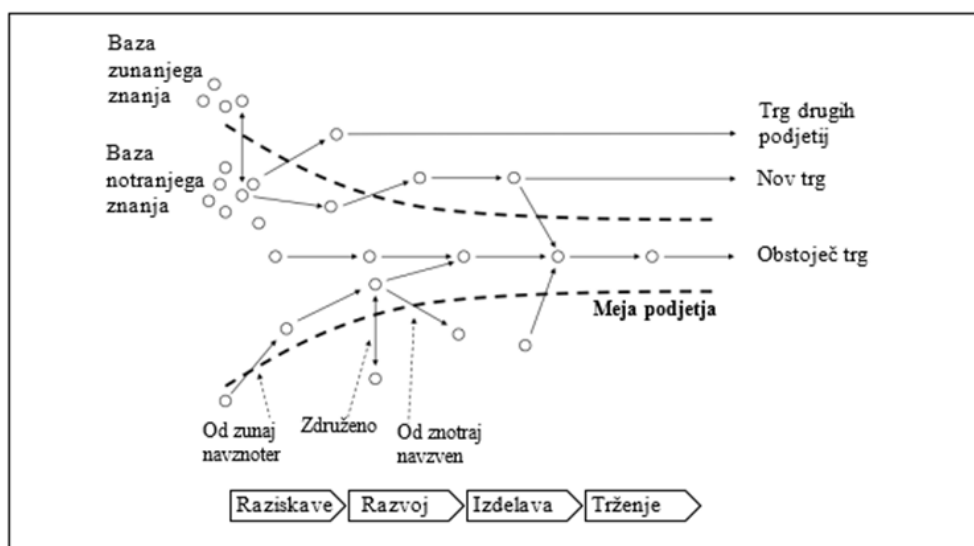 Baza
zunanjega
znanja
Trg drugih
podjetij
Baza
notranjega
znanja
Nov trg
Obstoječ trg
Meja podjetja
Od zunaj
navznoter
Združeno
Od znotraj
navzven
Raziskave
Razvoj
Izdelava
Trženje